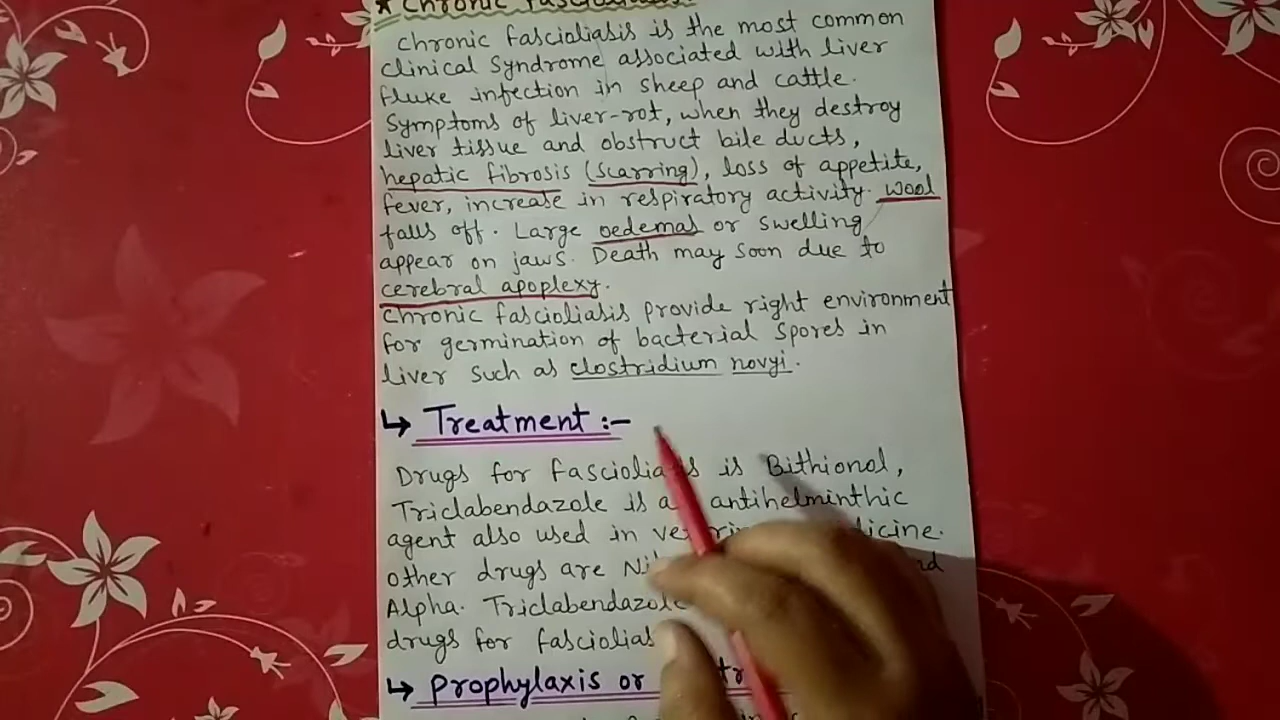 * Chronic fascioliasis:
Chronic fascioliasis is the most common
clinical syndrome associated with liver
fluke infection in sheep and cattle.
Symptoms of liver-rot, when they destroy
liver tissue and obstruct bile ducts,
hepatic fibrosis (scarring), loss of appetite,
fever, increase in respiratory activity. wool
falls off. Large oedemas or swelling
appear on jaws. Death may soon due to
cerebral apoplexy.
Chronic fascioliasis provide right environment
for germination of bacterial spores in
liver such as clostridium novyi.
↳ Treatment :-
Drugs for fascioliasis is Bithionol,
Triclabendazole is a antihelminthic
agent also used in
other drugs are
Alpha. Triclabendazole
drugs for
↳ Prophylaxis or